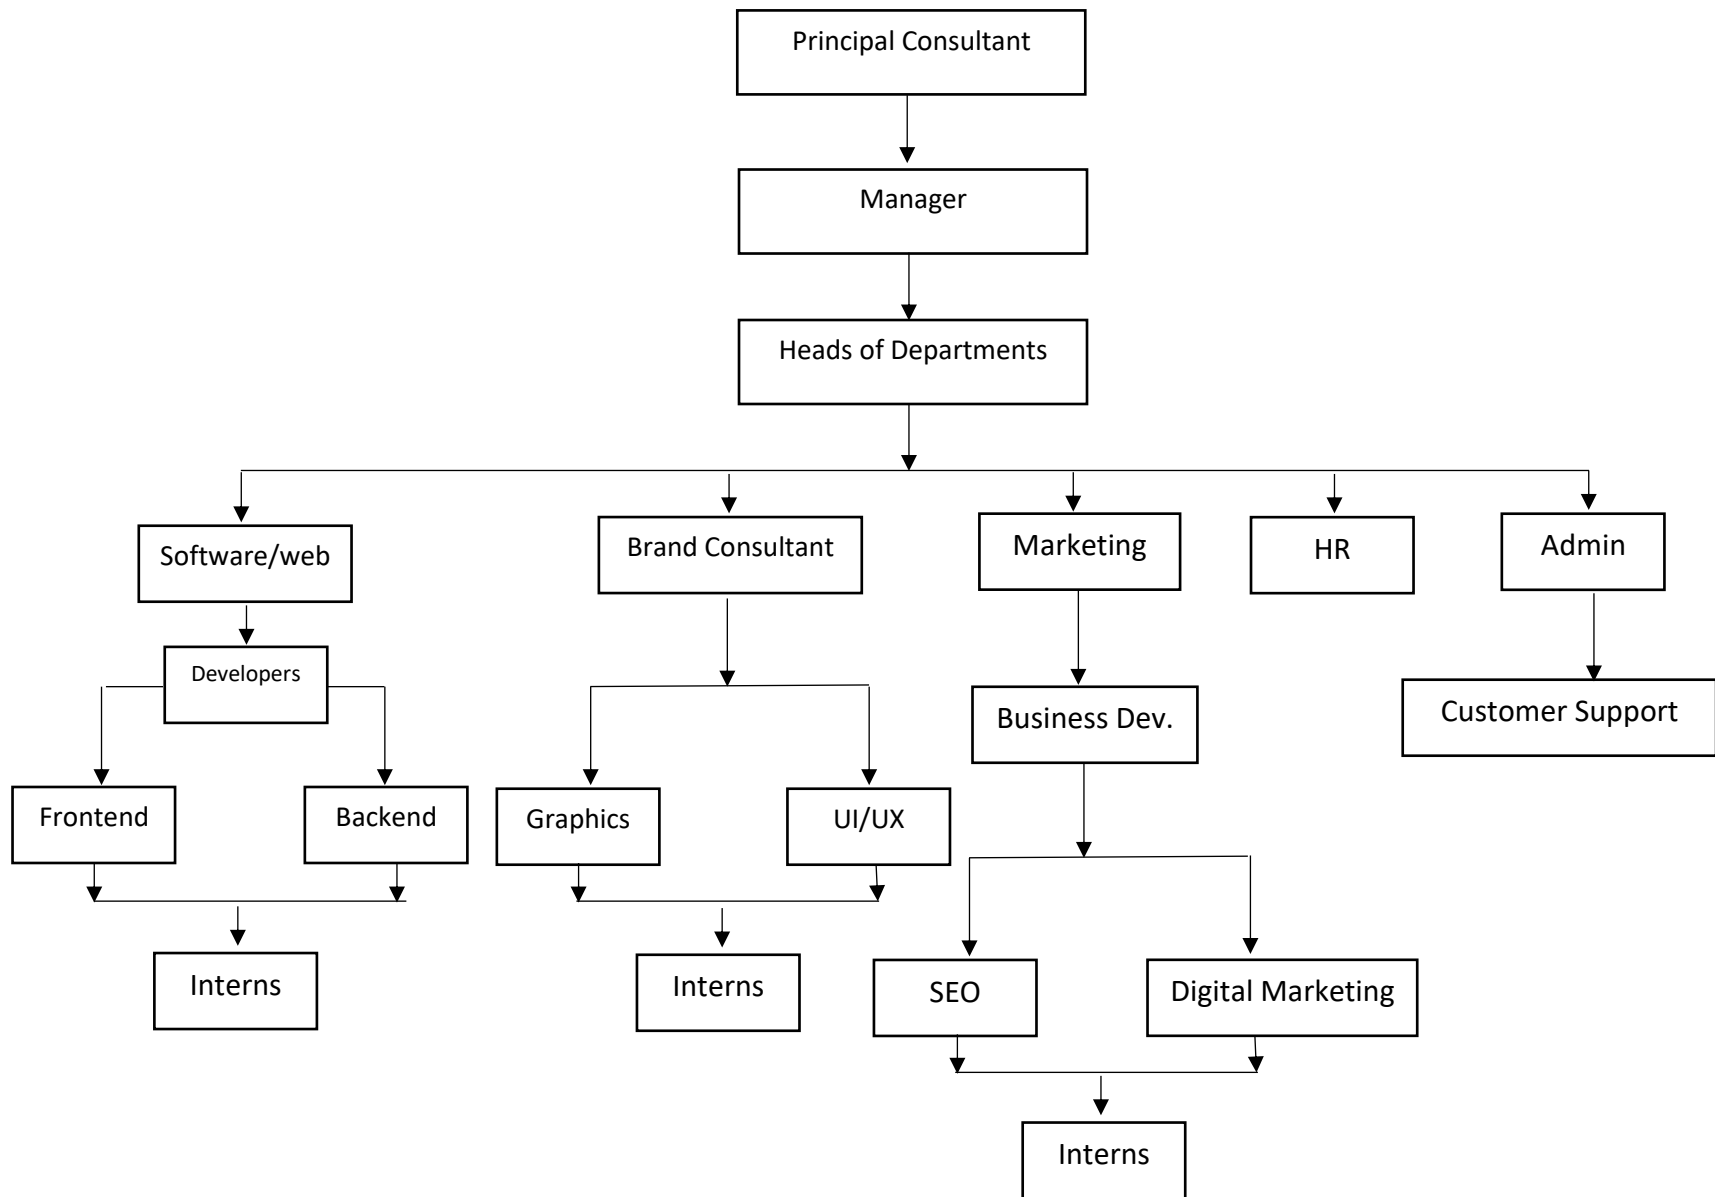 Principal Consultant
Manager
Heads of Departments
Software/web
Brand Consultant
Marketing
HR
Admin
Developers
Business Dev.
Customer Support
Frontend
Backend
Graphics
UI/UX
Interns
Interns
SEO
Digital Marketing
Interns